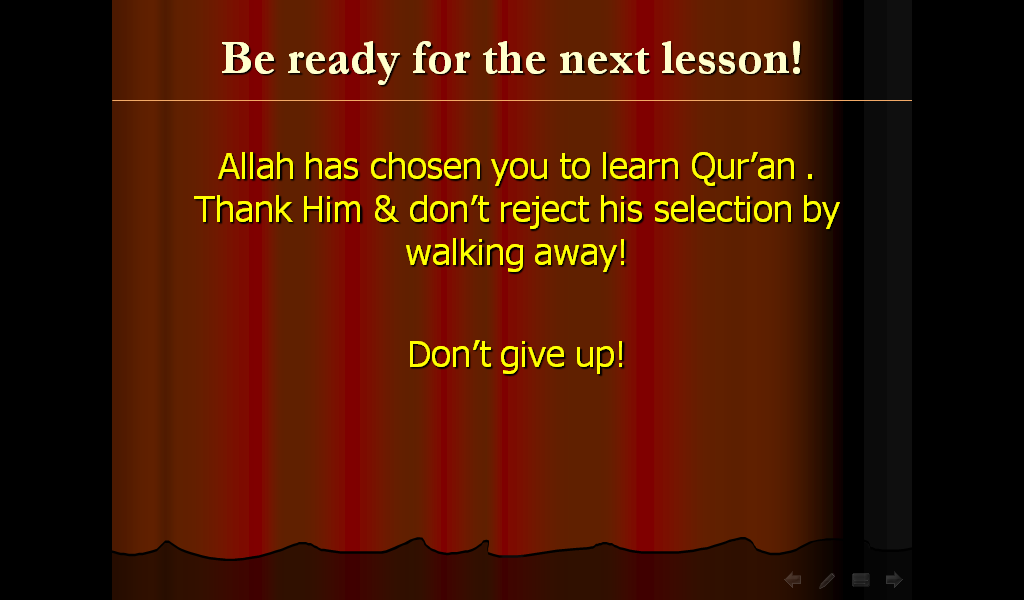 Be ready for the next lesson!
Allah has chosen you to learn Qur’an .
Thank Him & don’t reject his selection by
walking away!
Don’t give up!